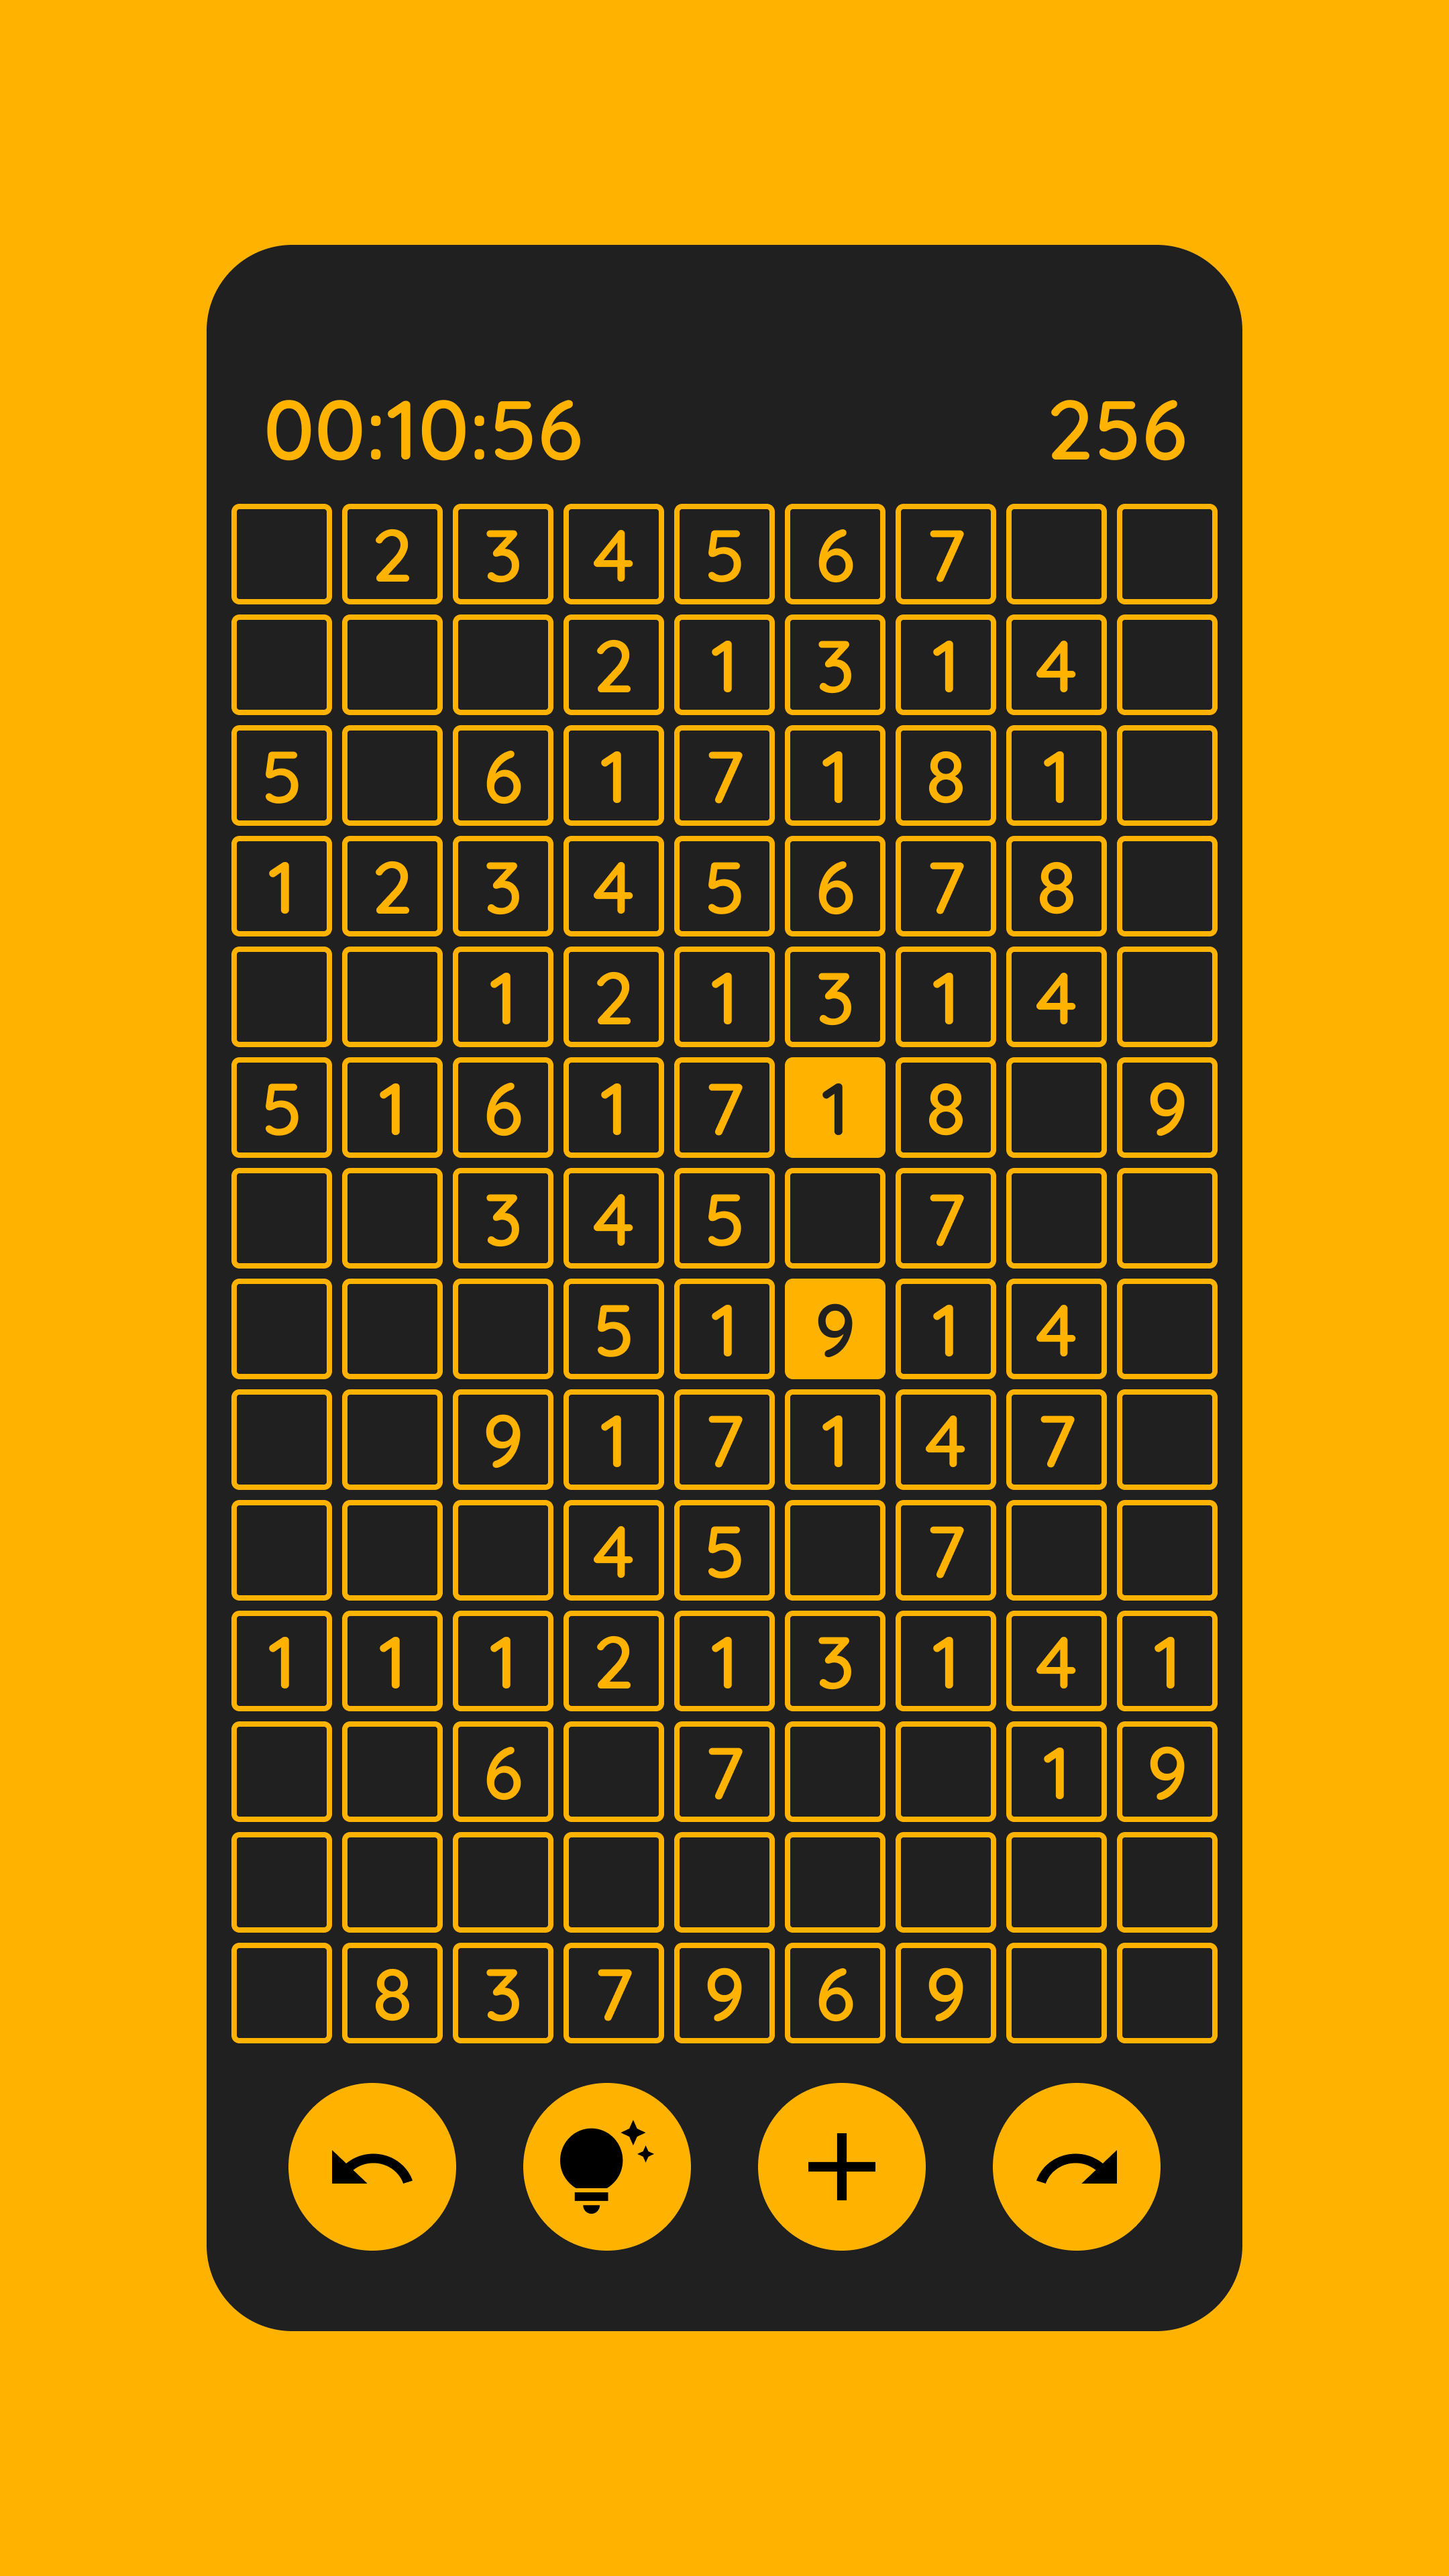 00:10:56 256
2 3 4 5 6 7
2 1 3 1 4
5 6 1 7 1 8 1
1 2 3 4 5 6 7 8
1 2 1 3 1 4
5 1 6 1 7 1 8 9
3 4 5 7
5 1 9 1 4
9 1 7 1 4 7
4 5 7
1 1 1 2 1 3 1 4 1
6 7 1 9
8 3 7 9 6 9